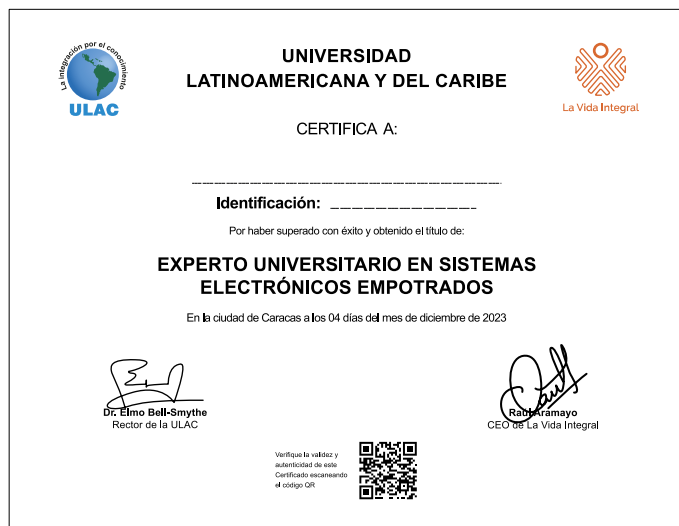 La integración por el conocimiento
ULAC
UNIVERSIDAD
LATINOAMERICANA Y DEL CARIBE
La Vida Integral
CERTIFICA A:
Identificación:
Por haber superado con éxito y obtenido el título de:
EXPERTO UNIVERSITARIO EN SISTEMAS
ELECTRÓNICOS EMPOTRADOS
En la ciudad de Caracas a los 04 días del mes de diciembre de 2023
Dr. Elmo Bell-Smythe
Rector de la ULAC
Raúl Aramayo
CEO de La Vida Integral
Verifique la validez y
autenticidad de este
Certificado escaneando
el código QR